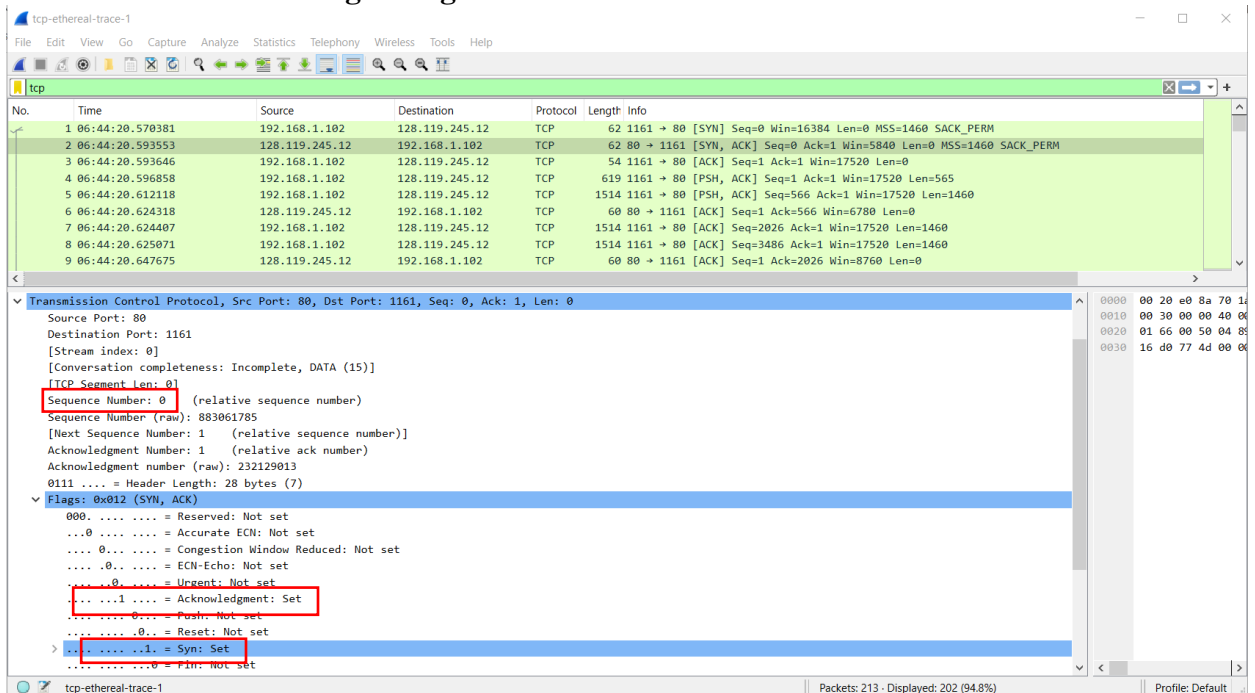 tcp-ethereal-trace-1
File Edit View Go Capture Analyze Statistics Telephony Wireless Tools Help
tcp
No. Time Source Destination Protocol Length Info
1 06:44:20.570381 192.168.1.102 128.119.245.12 TCP 62 1161 → 80 [SYN] Seq=0 Win=16384 Len=0 MSS=1460 SACK_PERM
2 06:44:20.593553 128.119.245.12 192.168.1.102 TCP 62 80 → 1161 [SYN, ACK] Seq=0 Ack=1 Win=5840 Len=0 MSS=1460 SACK_PERM
3 06:44:20.593646 192.168.1.102 128.119.245.12 TCP 54 1161 → 80 [ACK] Seq=1 Ack=1 Win=17520 Len=0
4 06:44:20.596858 192.168.1.102 128.119.245.12 TCP 619 1161 → 80 [PSH, ACK] Seq=1 Ack=1 Win=17520 Len=565
5 06:44:20.612118 192.168.1.102 128.119.245.12 TCP 1514 1161 → 80 [PSH, ACK] Seq=566 Ack=1 Win=17520 Len=1460
6 06:44:20.624318 128.119.245.12 192.168.1.102 TCP 60 80 → 1161 [ACK] Seq=1 Ack=566 Win=6780 Len=0
7 06:44:20.624407 192.168.1.102 128.119.245.12 TCP 1514 1161 → 80 [ACK] Seq=2026 Ack=1 Win=17520 Len=1460
8 06:44:20.625071 192.168.1.102 128.119.245.12 TCP 1514 1161 → 80 [ACK] Seq=3486 Ack=1 Win=17520 Len=1460
9 06:44:20.647675 128.119.245.12 192.168.1.102 TCP 60 80 → 1161 [ACK] Seq=1 Ack=2026 Win=8760 Len=0
Transmission Control Protocol, Src Port: 80, Dst Port: 1161, Seq: 0, Ack: 1, Len: 0
Source Port: 80
Destination Port: 1161
[Stream index: 0]
[Conversation completeness: Incomplete, DATA (15)]
[TCP Segment Len: 0]
Sequence Number: 0 (relative sequence number)
Sequence Number (raw): 883061785
[Next Sequence Number: 1 (relative sequence number)]
Acknowledgment Number: 1 (relative ack number)
Acknowledgment number (raw): 232129013
0111 .... = Header Length: 28 bytes (7)
Flags: 0x012 (SYN, ACK)
000. .... .... = Reserved: Not set
...0 .... .... = Accurate ECN: Not set
.... 0... .... = Congestion Window Reduced: Not set
.... .0.. .... = ECN-Echo: Not set
.... ..0. .... = Urgent: Not set
.... ...1 .... = Acknowledgment: Set
.... .... 0... = Push: Not set
.... .... .0.. = Reset: Not set
.... .... ..1. = Syn: Set
.... .... ...0 = Fin: Not set
0000 00 20 e0 8a 70
0010 00 30 00 00 40
0020 01 66 00 50 04
0030 16 d0 77 4d 00
tcp-ethereal-trace-1 Packets: 213 · Displayed: 202 (94.8%) Profile: Default